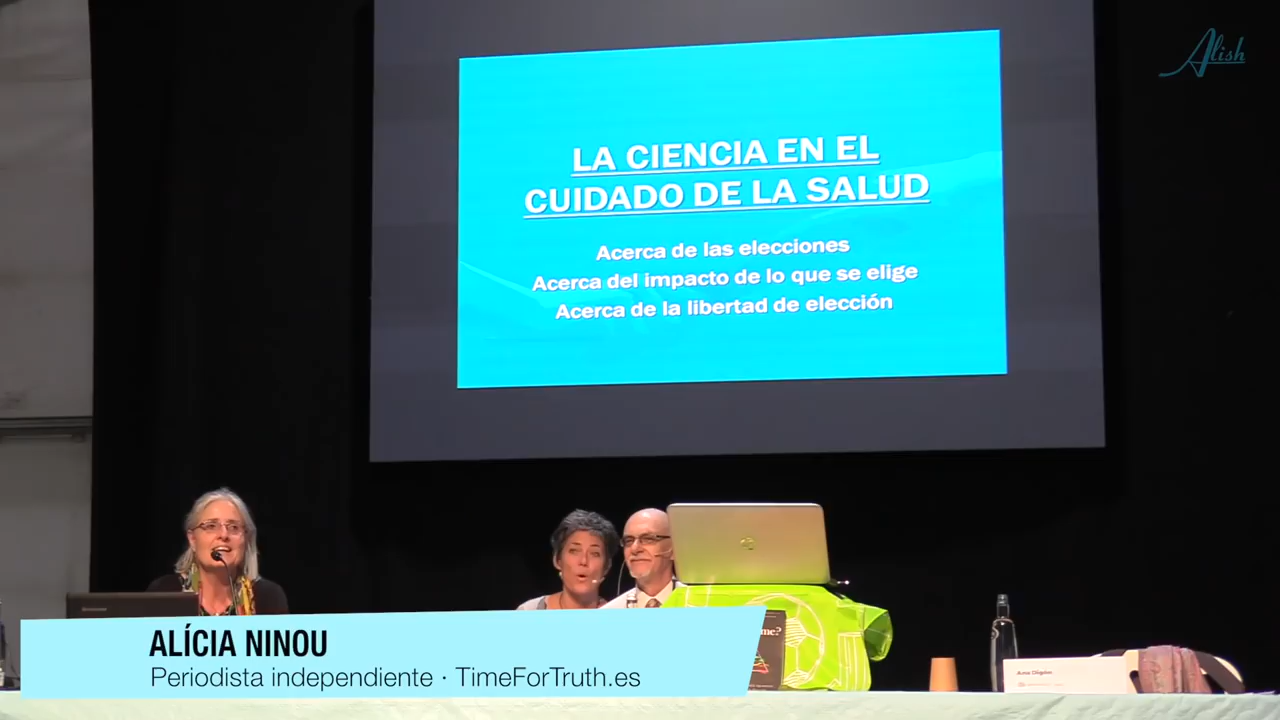 Alish
LA CIENCIA EN EL
CUIDADO DE LA SALUD
Acerca de las elecciones
Acerca del impacto de lo que se elige
Acerca de la libertad de elección
me?
ALÍCIA NINOU
Periodista independiente · TimeForTruth.es